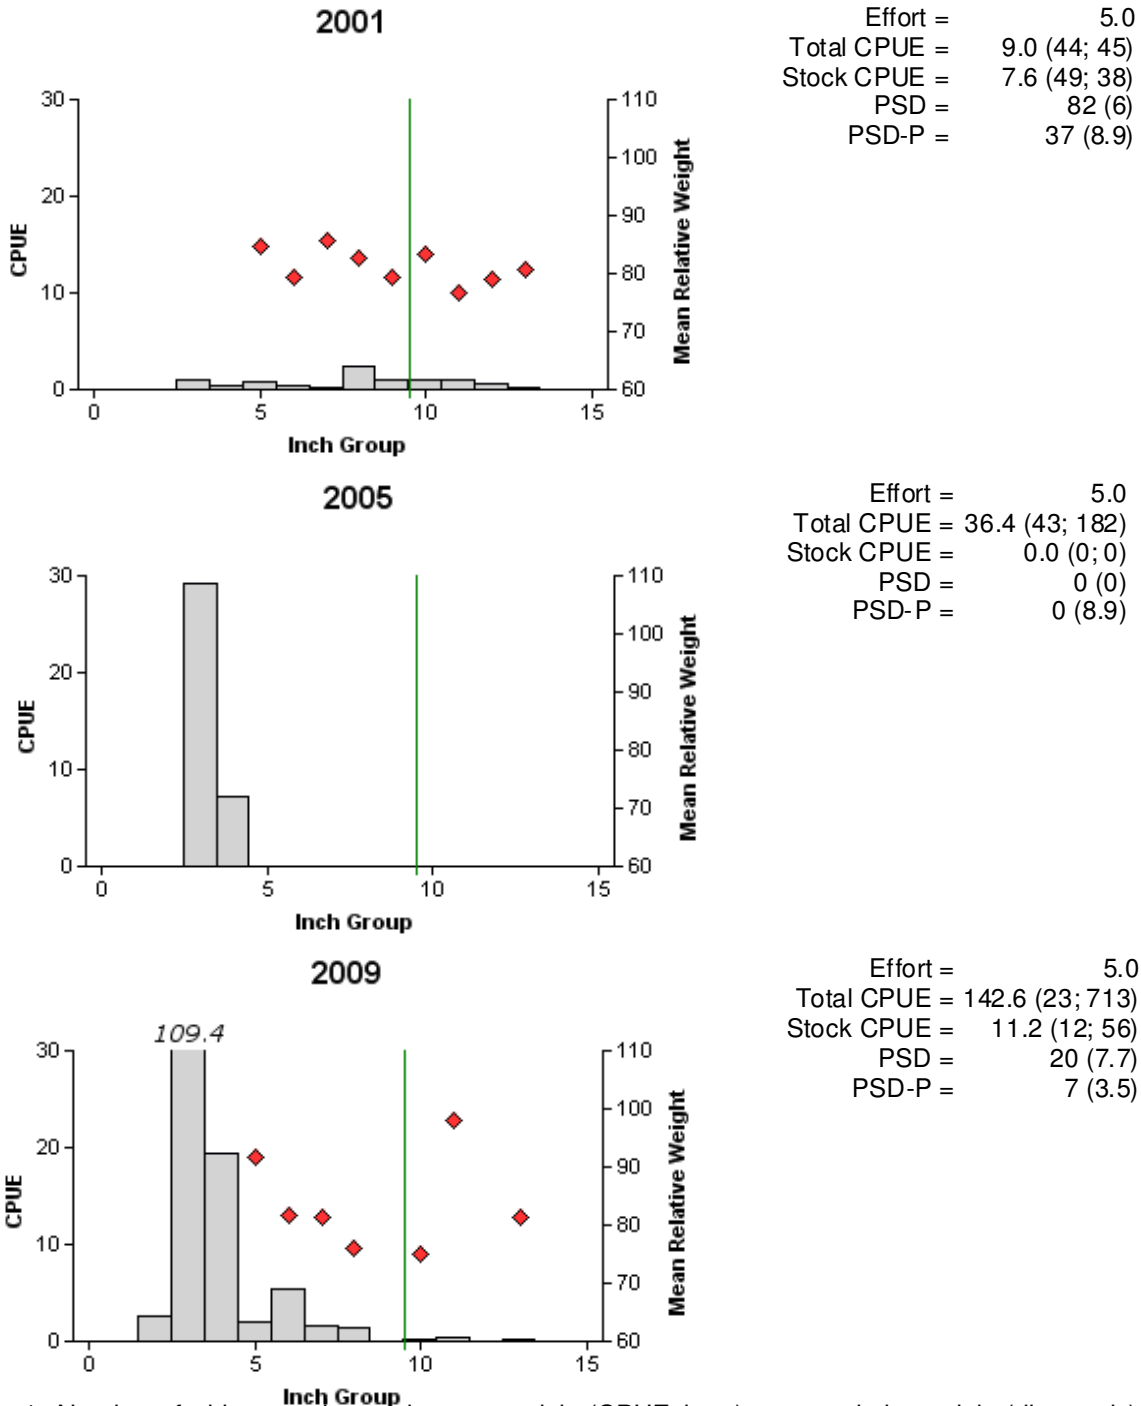 2001
Effort = 5.0
Total CPUE = 9.0 (44; 45)
Stock CPUE = 7.6 (49; 38)
PSD = 82 (6)
PSD-P = 37 (8.9)
30
20
10
0
CPUE
110
100
90
80
70
60
Mean Relative Weight
0 5 10 15
Inch Group
2005
Effort = 5.0
Total CPUE = 36.4 (43; 182)
Stock CPUE = 0.0 (0; 0)
PSD = 0 (0)
PSD-P = 0 (8.9)
30
20
10
0
CPUE
110
100
90
80
70
60
Mean Relative Weight
0 5 10 15
Inch Group
2009
Effort = 5.0
Total CPUE = 142.6 (23; 713)
Stock CPUE = 11.2 (12; 56)
PSD = 20 (7.7)
PSD-P = 7 (3.5)
109.4
30
20
10
0
CPUE
110
100
90
80
70
60
Mean Relative Weight
0 5 10 15
Inch Group